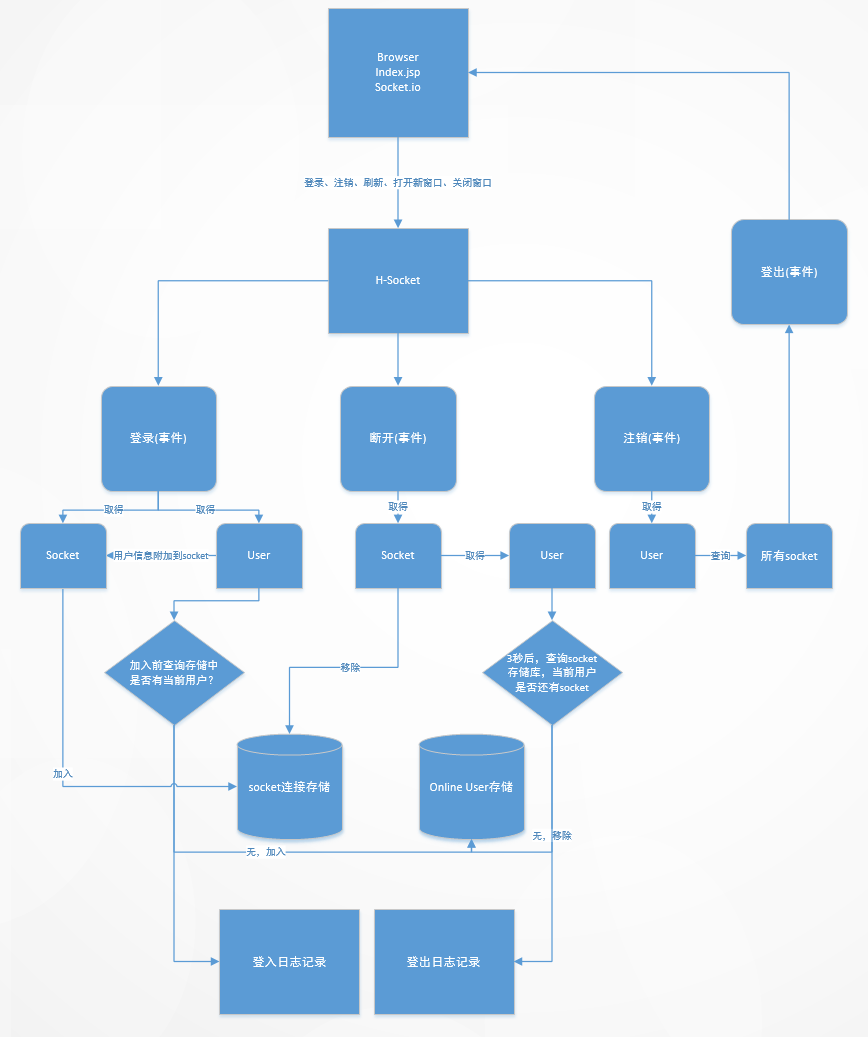 Browser
Index.jsp
Socket.io
登录、注销、刷新、打开新窗口、关闭窗口
登出(事件)
H-Socket
登录(事件)
断开(事件)
注销(事件)
取得
取得
取得
取得
Socket
用户信息附加到socket
User
Socket
取得
User
User
查询
所有socket
加入前查询存储中
是否有当前用户?
3秒后，查询socket
存储库，当前用户
是否还有socket
移除
加入
socket连接存储
Online User存储
无，移除
无，加入
登入日志记录
登出日志记录